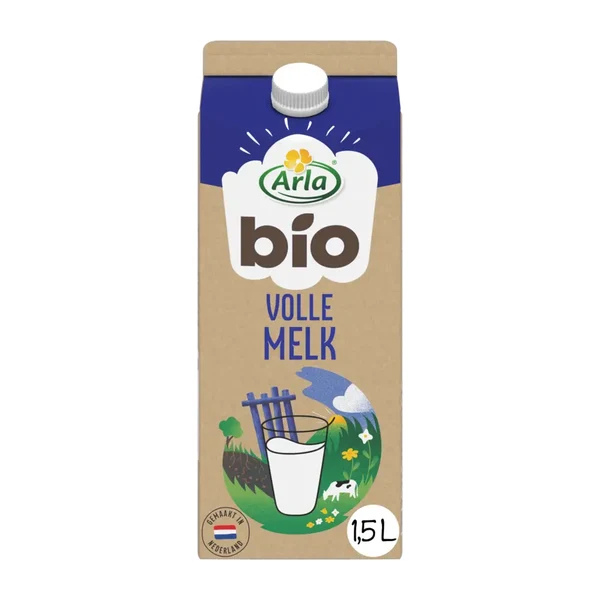 Arla
bio
VOLLE
MELK
GEMAAKT IN
NEDERLAND
1,5 L